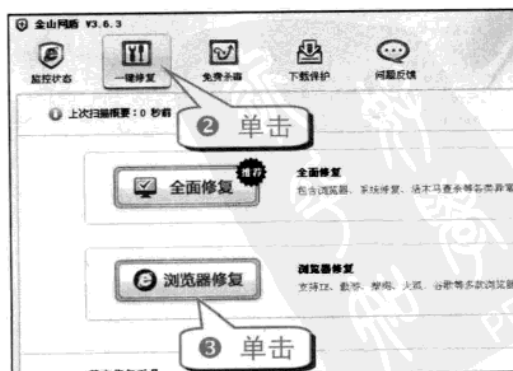 金山网盾 V3.6.3
监控状态 一键修复 免费杀毒 下载保护 问题反馈
上次扫描概要：0 秒前
❷ 单击
全面修复 推荐
全面修复
包含浏览器、系统修复、活木马查杀等各类异常
浏览器修复
浏览器修复
支持IE、傲游、搜狗、火狐、谷歌等多款浏览器
❸ 单击